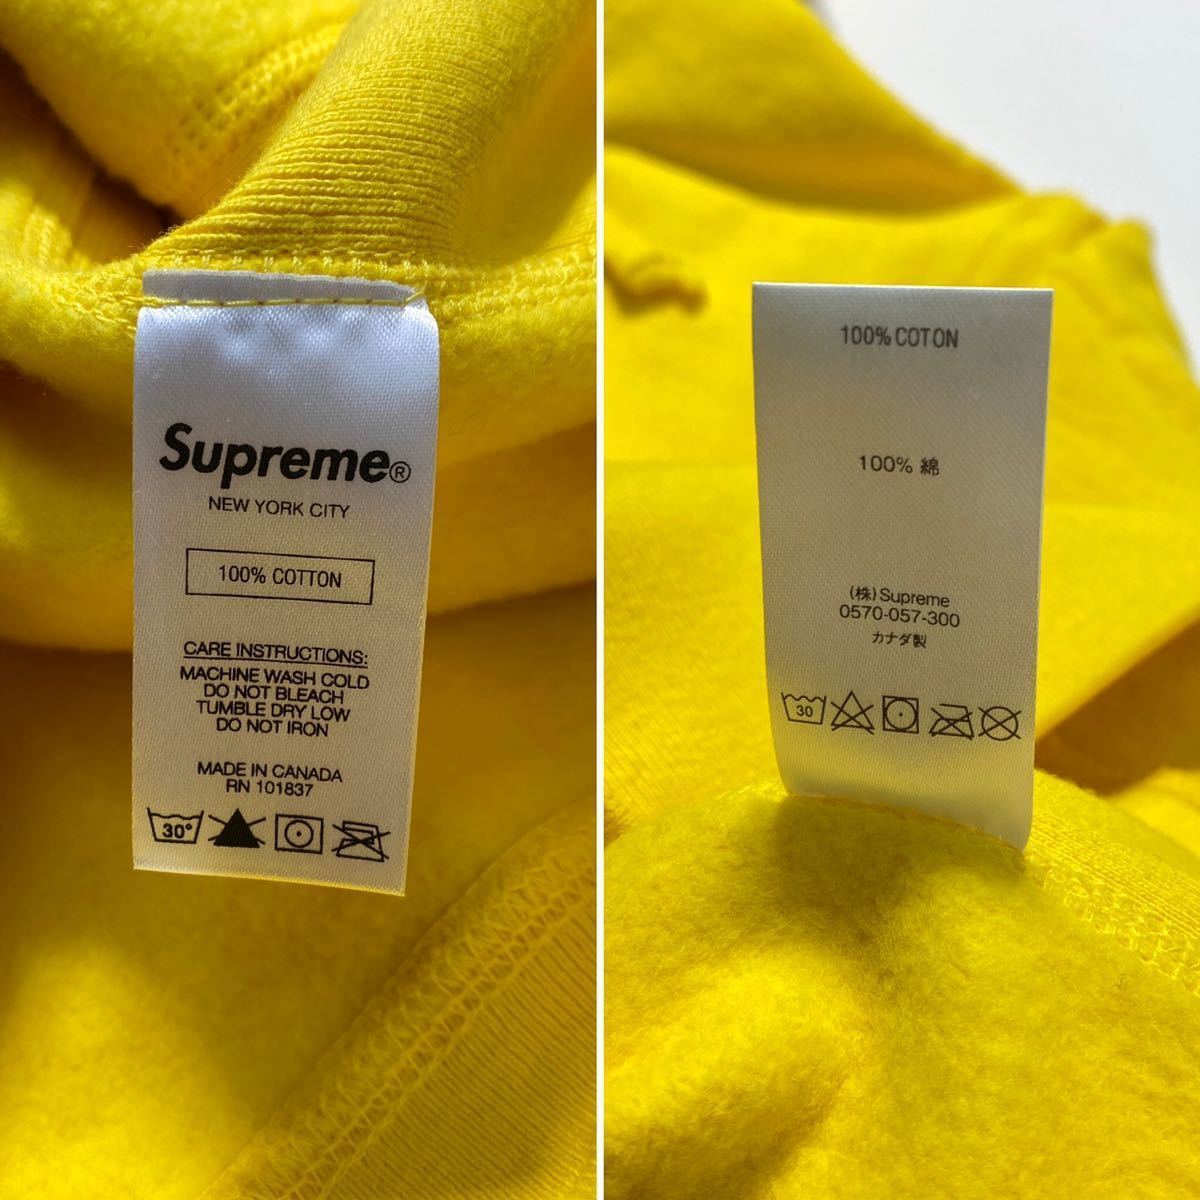 Supreme®
NEW YORK CITY
100% COTTON
CARE INSTRUCTIONS:
MACHINE WASH COLD
DO NOT BLEACH
TUMBLE DRY LOW
DO NOT IRON
MADE IN CANADA
RN 101837
30°
100% COTON
100% 綿
(株) Supreme
0570-057-300
カナダ製
30